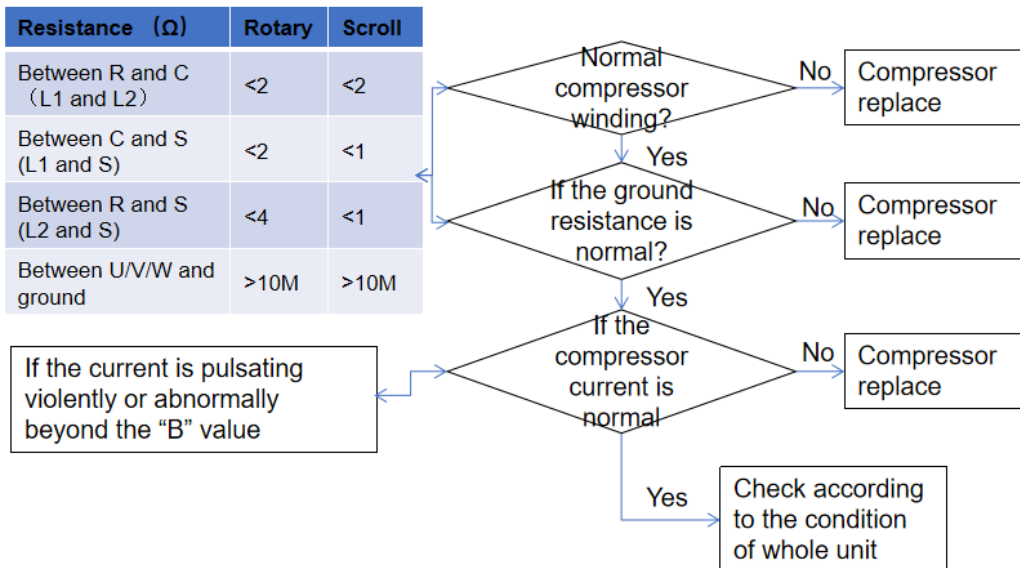 Resistance （Ω） Rotary Scroll
Between R and C
（L1 and L2） <2 <2
Between C and S
(L1 and S) <2 <1
Between R and S
(L2 and S) <4 <1
Between U/V/W and
ground >10M >10M
Normal
compressor
winding?
No
Compressor
replace
Yes
If the ground
resistance is
normal?
No
Compressor
replace
Yes
If the
compressor
current is
normal
No
Compressor
replace
If the current is pulsating
violently or abnormally
beyond the “B” value
Yes
Check according
to the condition
of whole unit